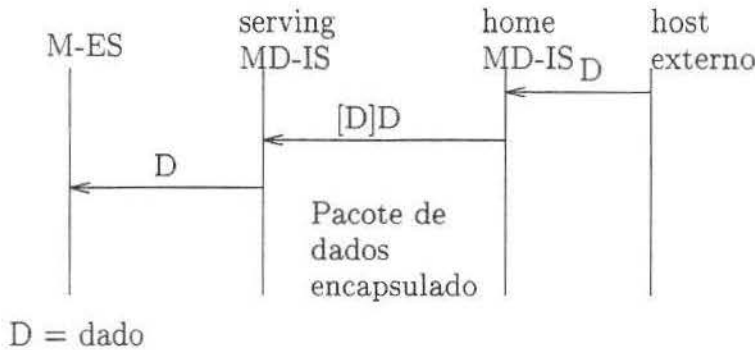 M-ES
serving
MD-IS
home
MD-IS
host
externo
D
[D]D
D
Pacote de
dados
encapsulado
D = dado